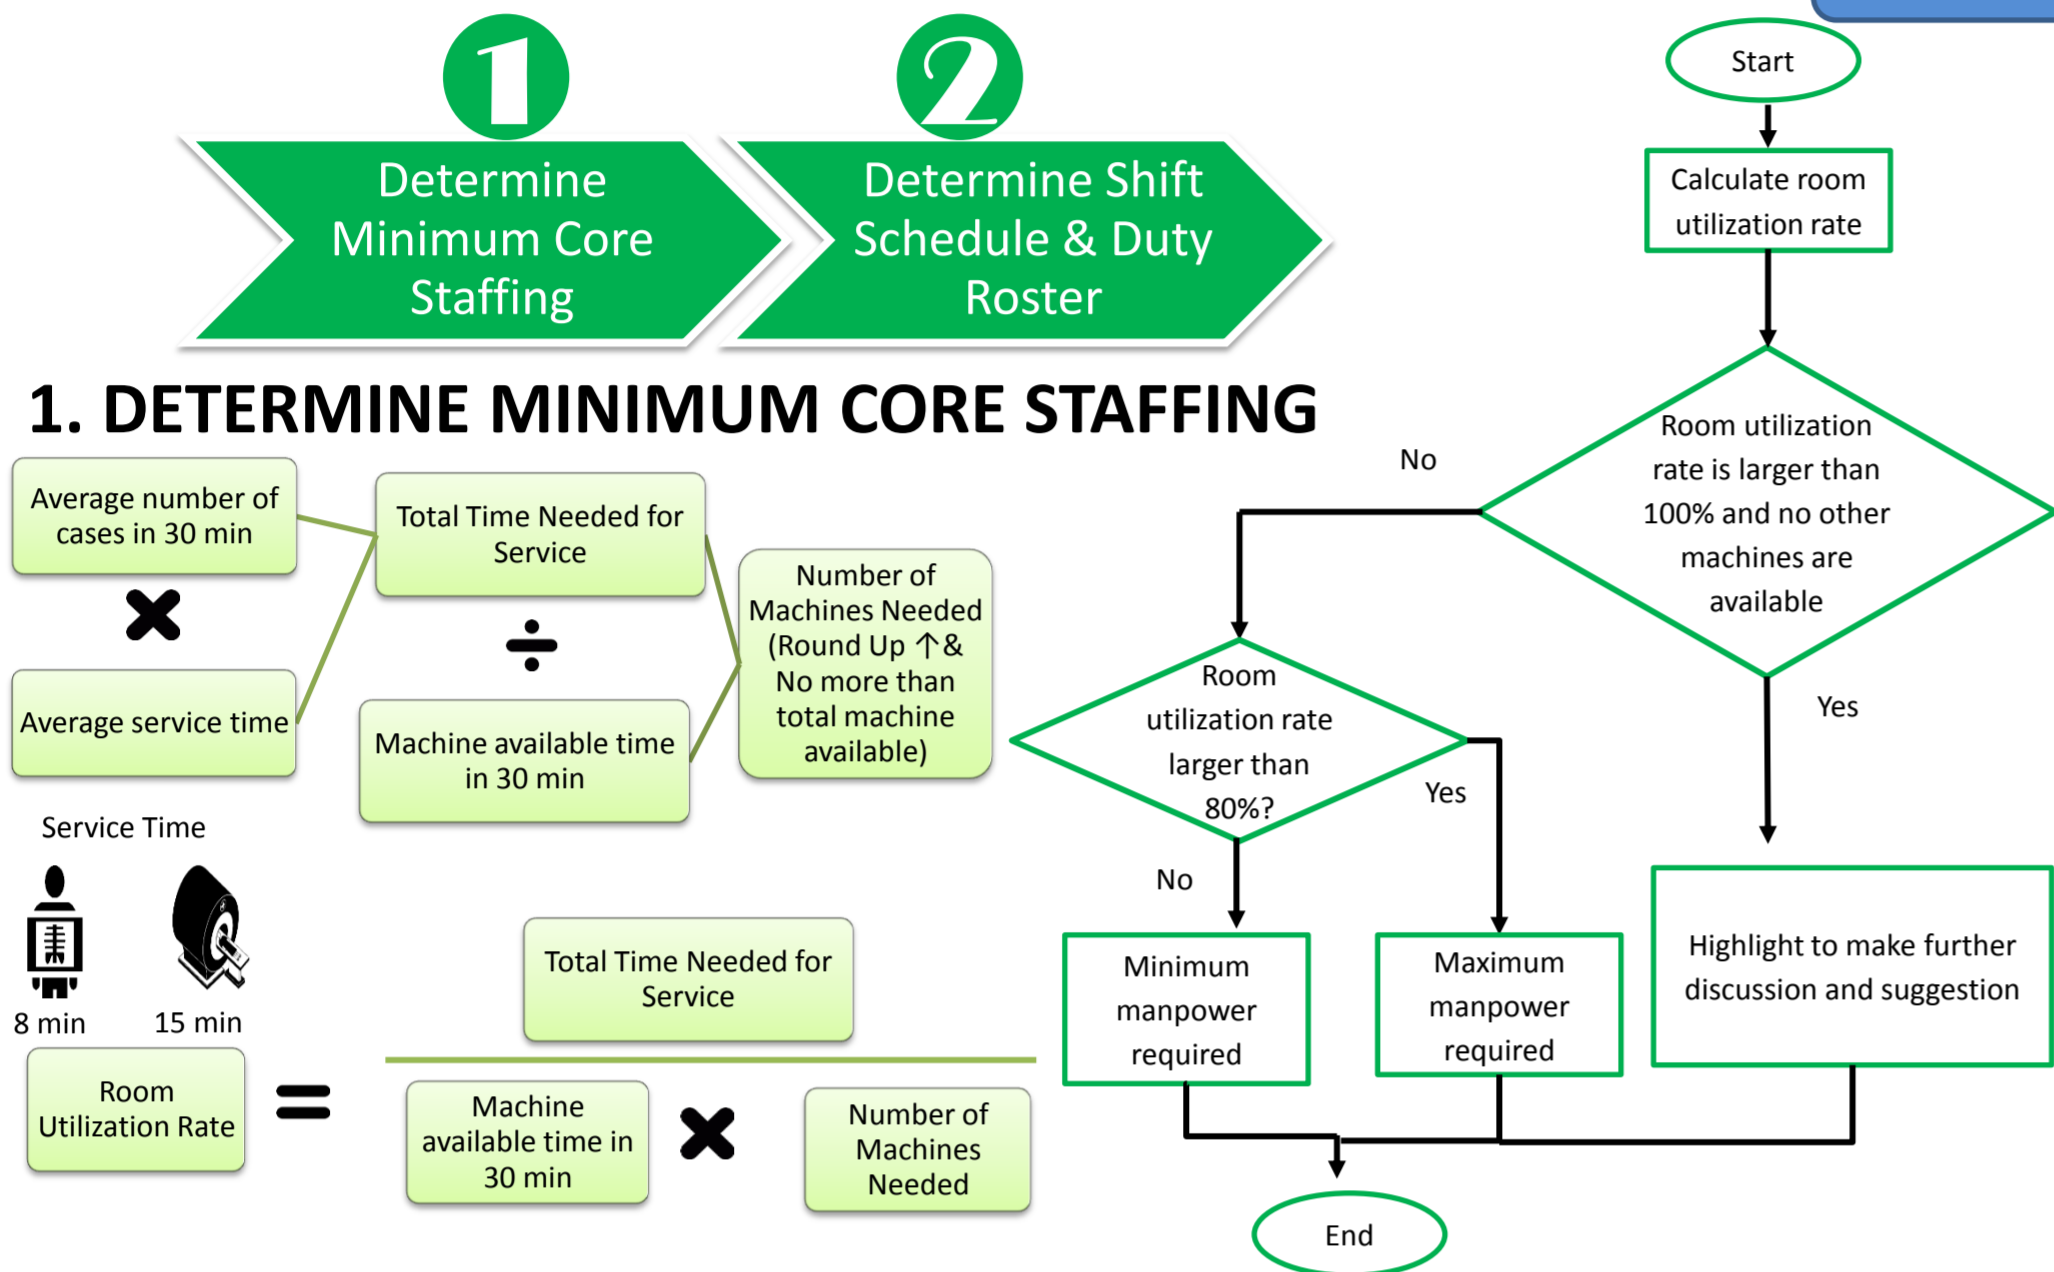 1
Determine
Minimum Core
Staffing
2
Determine Shift
Schedule & Duty
Roster
1. DETERMINE MINIMUM CORE STAFFING
Average number of
cases in 30 min
×
Average service time
Total Time Needed for
Service
÷
Machine available time
in 30 min
Number of
Machines Needed
(Round Up ↑&
No more than
total machine
available)
Service Time
8 min
15 min
Room
Utilization Rate
=
Total Time Needed for
Service
Machine
available time in
30 min
×
Number of
Machines
Needed
Start
Calculate room
utilization rate
Room utilization
rate is larger than
100% and no other
machines are
available
No
Yes
Room
utilization rate
larger than
80%?
Yes
No
Minimum
manpower
required
Maximum
manpower
required
Highlight to make further
discussion and suggestion
End